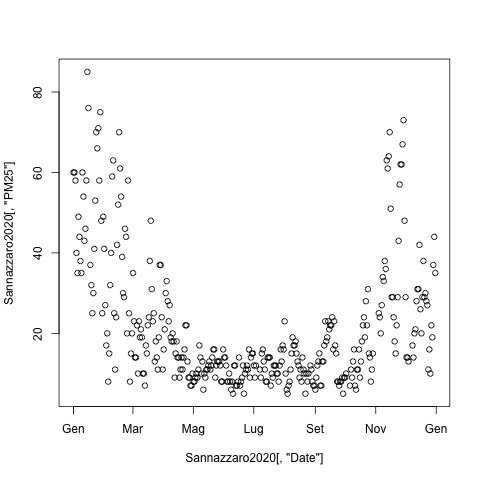 Sannazzaro2020[, "PM25"]
80
60
40
20
Gen Mar Mag Lug Set Nov Gen
Sannazzaro2020[, "Date"]